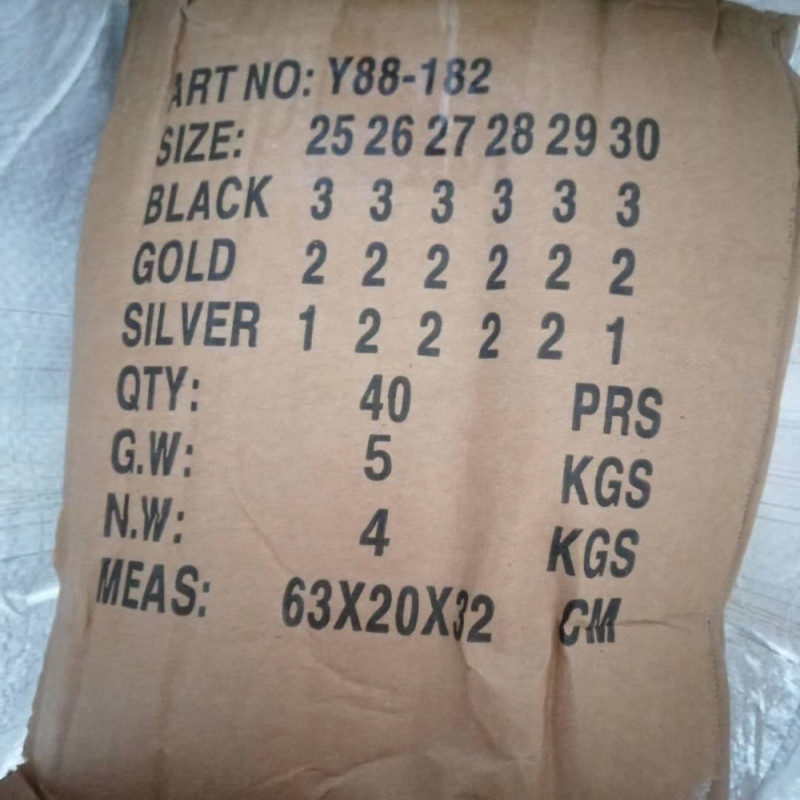 ART NO: Y88-182
SIZE: 25 26 27 28 29 30
BLACK 3 3 3 3 3 3
GOLD 2 2 2 2 2 2
SILVER 1 2 2 2 2 1
QTY: 40 PRS
G.W: 5 KGS
N.W: 4 KGS
MEAS: 63X20X32 CM